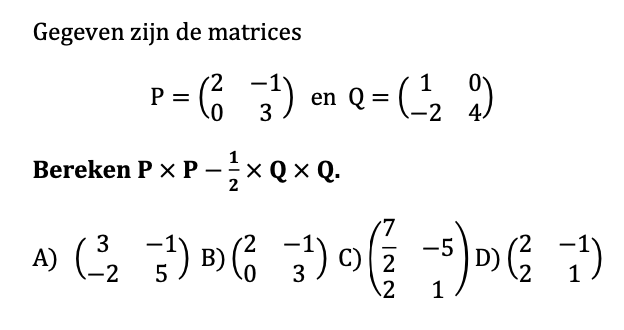 Gegeven zijn de matrices
P = (2 −1
0 3) en Q = (1 0
−2 4)
Bereken P × P − 1/2 × Q × Q.
A) (3 −1
−2 5) B) (2 −1
0 3) C) (7/2 −5
2 1) D) (2 −1
2 1)